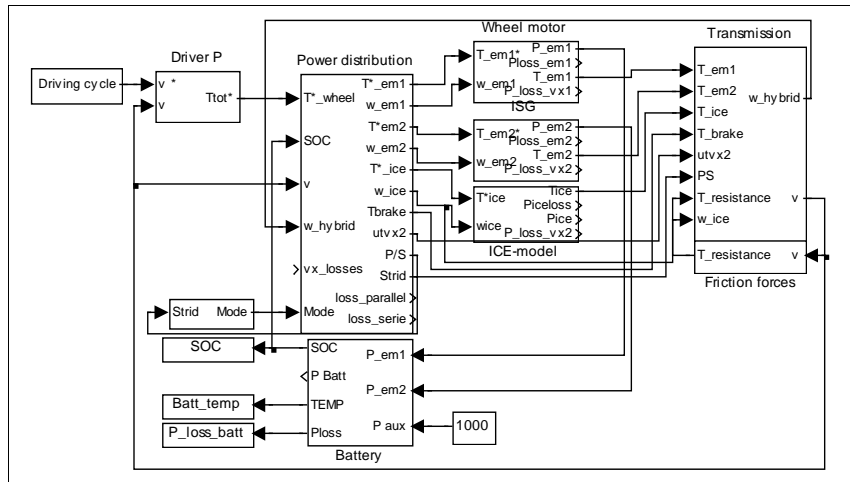 Wheel motor
Transmission
Driver P
Power distribution
Driving cycle
v *
v
Ttot*
T*_wheel
SOC
v
w_hybrid
vx_losses
Mode
T*_em1
w_em1
T*em2
w_em2
T*_ice
w_ice
Tbrake
utvx2
P/S
Strid
loss_parallel
loss_serie
T_em1*
w_em1
P_em1
Ploss_em1
T_em1
P_loss_vx1
ISG
T_em2*
w_em2
P_em2
Ploss_em2
T_em2
P_loss_vx2
T*ice
wice
Tice
Piceloss
Pice
P_loss_vx2
ICE-model
T_em1
T_em2
T_ice
T_brake
utvx2
PS
T_resistance
w_ice
w_hybrid
v
T_resistance
v
Friction forces
Strid
Mode
SOC
Batt_temp
P_loss_batt
SOC
P Batt
TEMP
Ploss
P_em1
P_em2
P aux
1000
Battery